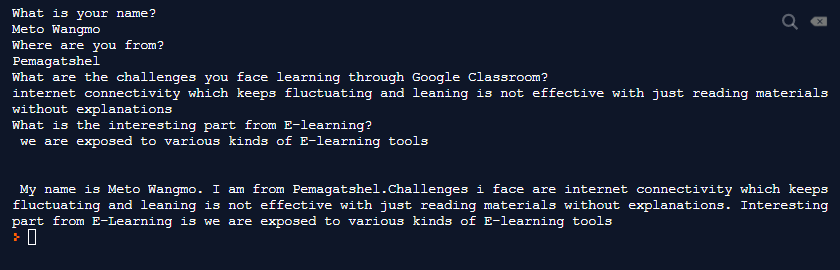 What is your name?
Meto Wangmo
Where are you from?
Pemagatshel
What are the challenges you face learning through Google Classroom?
internet connectivity which keeps fluctuating and leaning is not effective with just reading materials
without explanations
What is the interesting part from E-learning?
we are exposed to various kinds of E-learning tools
My name is Meto Wangmo. I am from Pemagatshel.Challenges i face are internet connectivity which keeps
fluctuating and leaning is not effective with just reading materials without explanations. Interesting
part from E-Learning is we are exposed to various kinds of E-learning tools